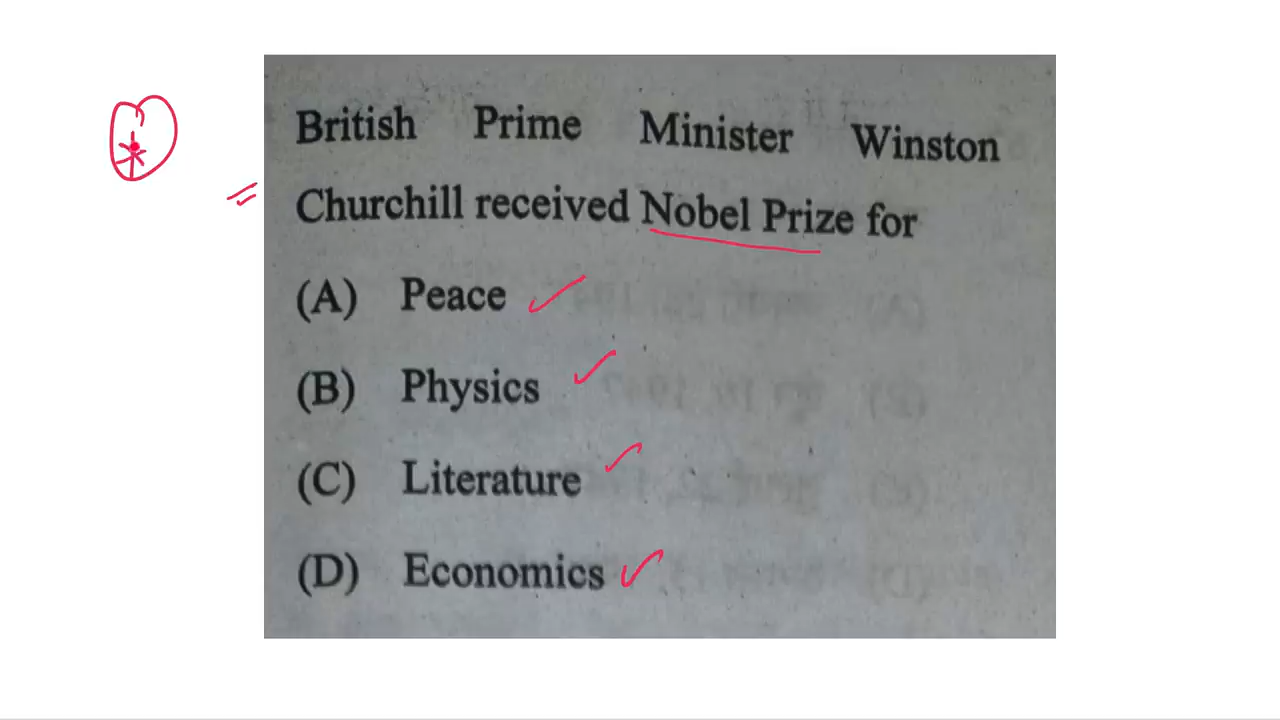 British Prime Minister Winston
Churchill received Nobel Prize for
(A) Peace
(B) Physics
(C) Literature
(D) Economics